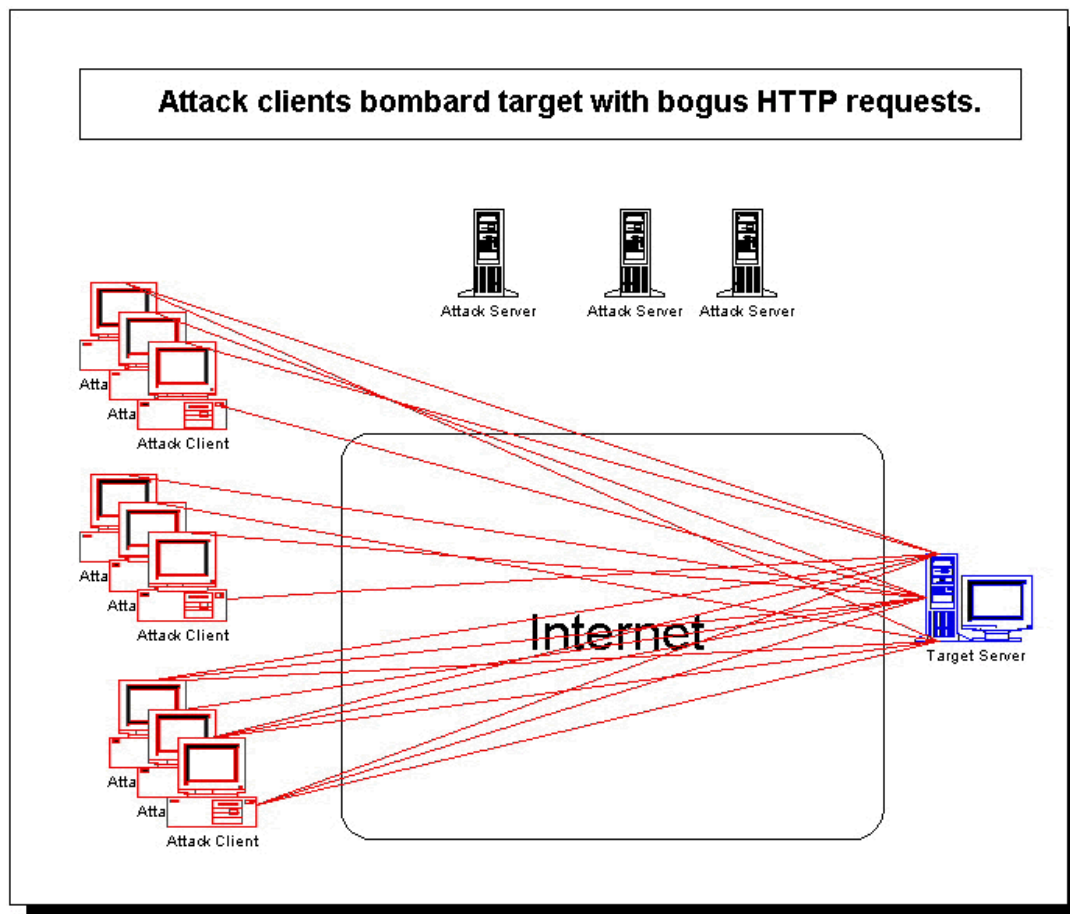 Attack clients bombard target with bogus HTTP requests.
Attack Server
Attack Server
Attack Server
Atta
Atta
Attack Client
Atta
Atta
Attack Client
Internet
Target Server
Atta
Atta
Attack Client